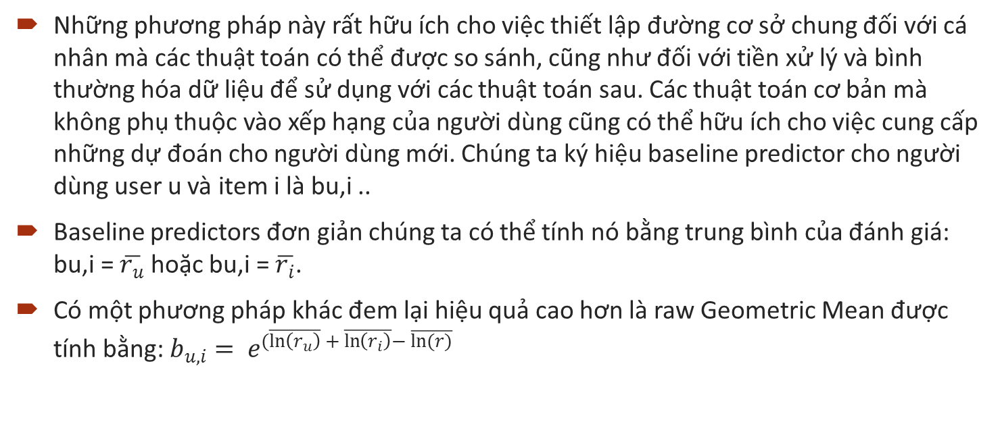 Những phương pháp này rất hữu ích cho việc thiết lập đường cơ sở chung đối với cá
nhân mà các thuật toán có thể được so sánh, cũng như đối với tiền xử lý và bình
thường hóa dữ liệu để sử dụng với các thuật toán sau. Các thuật toán cơ bản mà
không phụ thuộc vào xếp hạng của người dùng cũng có thể hữu ích cho việc cung cấp
những dự đoán cho người dùng mới. Chúng ta ký hiệu baseline predictor cho người
dùng user u và item i là bu,i ..
Baseline predictors đơn giản chúng ta có thể tính nó bằng trung bình của đánh giá:
bu,i = $\overline{r_u}$ hoặc bu,i = $\overline{r_i}$.
Có một phương pháp khác đem lại hiệu quả cao hơn là raw Geometric Mean được
tính bằng: $b_{u,i} = e^{(\overline{\ln(r_u)} + \overline{\ln(r_i)} - \overline{\ln(r)}}$